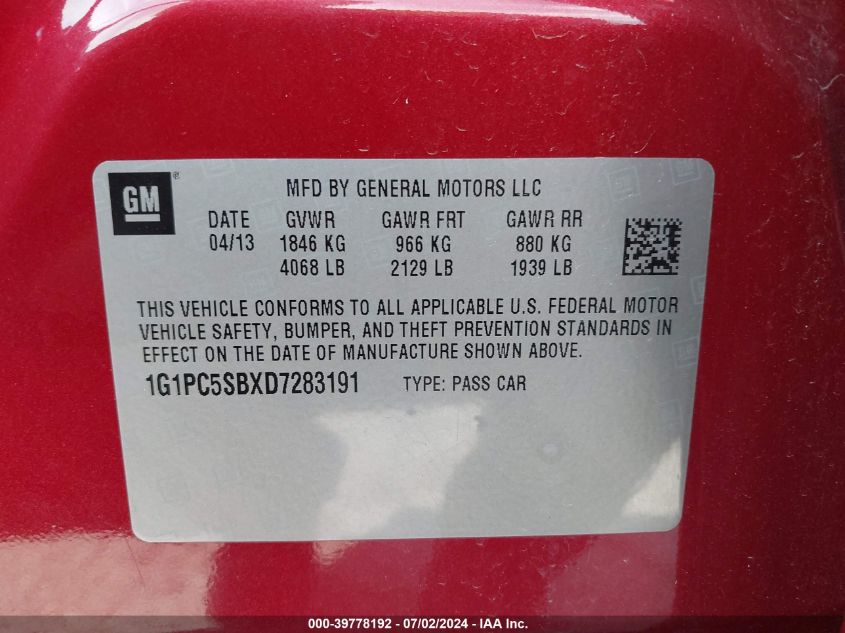 GM ®
MFD BY GENERAL MOTORS LLC
DATE GVWR GAWR FRT GAWR RR
04/13 1846 KG 966 KG 880 KG
4068 LB 2129 LB 1939 LB
THIS VEHICLE CONFORMS TO ALL APPLICABLE U.S. FEDERAL MOTOR
VEHICLE SAFETY, BUMPER, AND THEFT PREVENTION STANDARDS IN
EFFECT ON THE DATE OF MANUFACTURE SHOWN ABOVE.
1G1PC5SBXD7283191 TYPE: PASS CAR
000-39778192 - 07/02/2024 - IAA Inc.